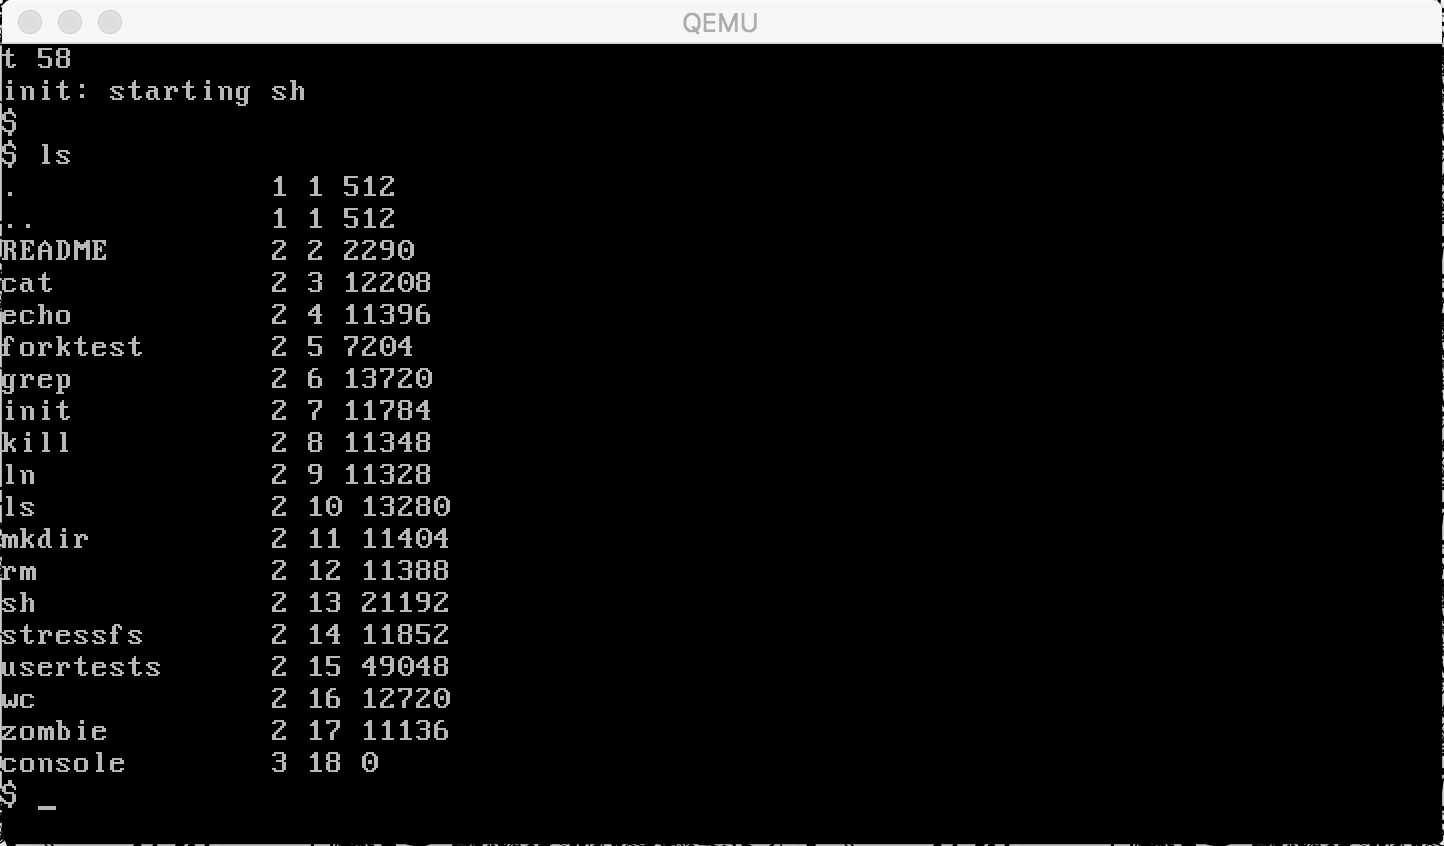 QEMU
t 58
init: starting sh
$
$ ls
.              1 1 512
..             1 1 512
README         2 2 2290
cat            2 3 12208
echo           2 4 11396
forktest       2 5 7204
grep           2 6 13720
init           2 7 11784
kill           2 8 11348
ln             2 9 11328
ls             2 10 13280
mkdir          2 11 11404
rm             2 12 11388
sh             2 13 21192
stressfs       2 14 11852
usertests      2 15 49048
wc             2 16 12720
zombie         2 17 11136
console        3 18 0
$ _